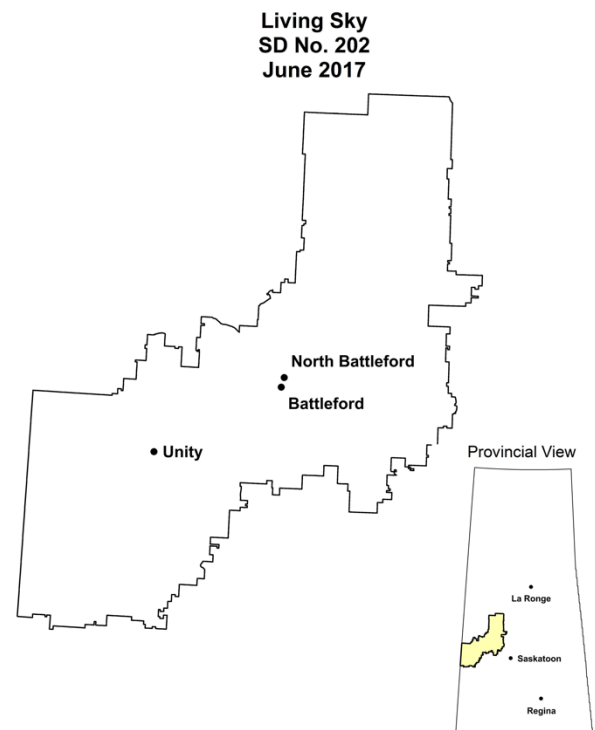 Living Sky
SD No. 202
June 2017
North Battleford
Battleford
Unity
Provincial View
La Ronge
Saskatoon
Regina